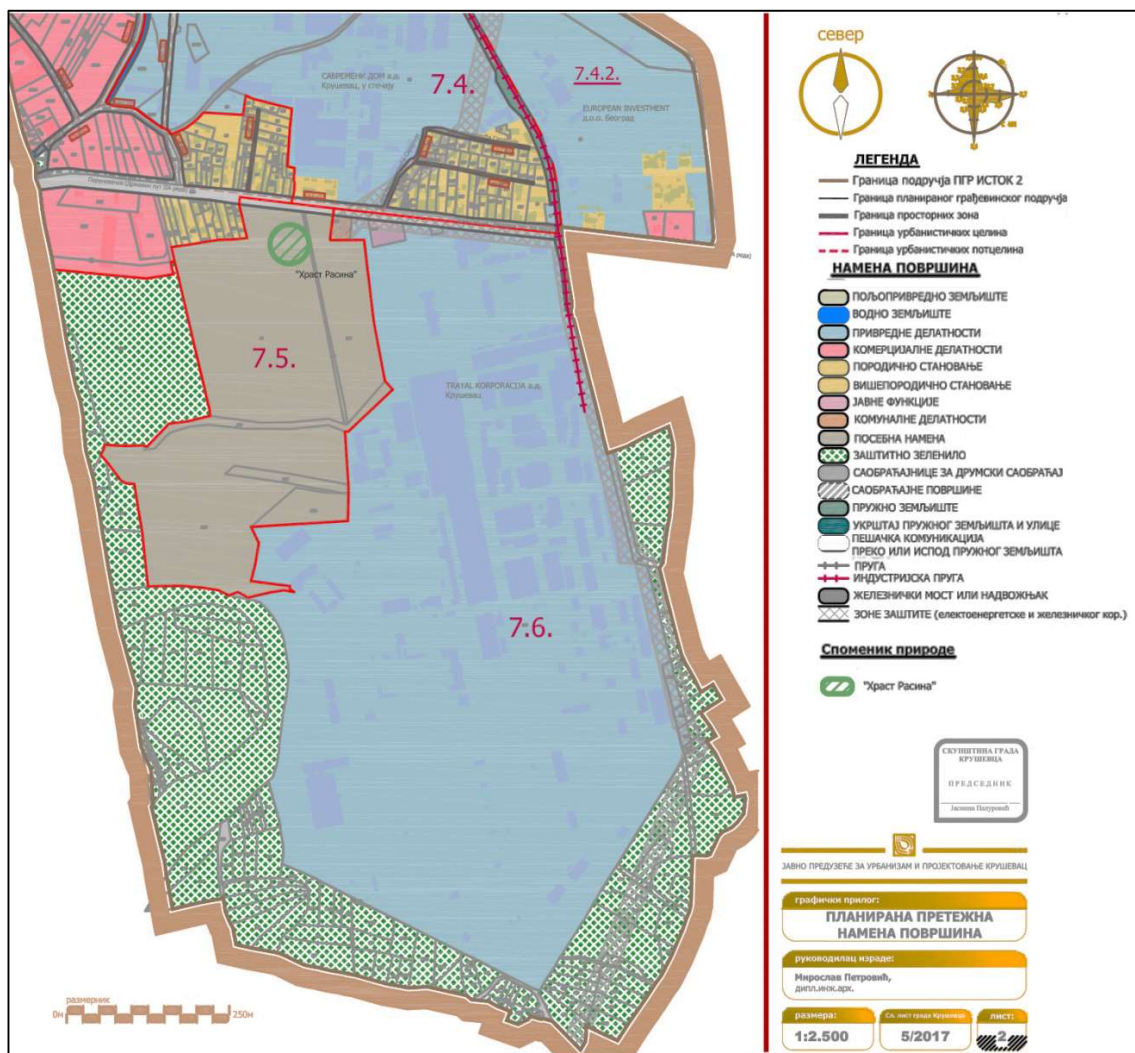 САВРЕМЕНИ ДОМ а.д.
Крушевац, у стечају
7.4.
7.4.2.
EUROPEAN INVESTMENT
д.о.о. Београд
"Храст Расина"
7.5.
TRAYAL KORPORACIJA а.д.
Крушевац
7.6.
размерник
0м
250м
север
ЛЕГЕНДА
Граница подручја ПГР ИСТОК 2
Граница планираног грађевинског подручја
Граница просторних зона
Граница урбанистичких целина
Граница урбанистичких потцелина
НАМЕНА ПОВРШИНА
ПОЉОПРИВРЕДНО ЗЕМЉИШТЕ
ВОДНО ЗЕМЉИШТЕ
ПРИВРЕДНЕ ДЕЛАТНОСТИ
КОМЕРЦИЈАЛНЕ ДЕЛАТНОСТИ
ПОРОДИЧНО СТАНОВАЊЕ
ВИШЕПОРОДИЧНО СТАНОВАЊЕ
ЈАВНЕ ФУНКЦИЈЕ
КОМУНАЛНЕ ДЕЛАТНОСТИ
ПОСЕБНА НАМЕНА
ЗАШТИТНО ЗЕЛЕНИЛО
САОБРАЋАЈНИЦЕ ЗА ДРУМСКИ САОБРАЋАЈ
САОБРАЋАЈНЕ ПОВРШИНЕ
ПРУЖНО ЗЕМЉИШТЕ
УКРШТАЈ ПРУЖНОГ ЗЕМЉИШТА И УЛИЦЕ
ПЕШАЧКА КОМУНИКАЦИЈА
ПРЕКО ИЛИ ИСПОД ПРУЖНОГ ЗЕМЉИШТА
ПРУГА
ИНДУСТРИЈСКА ПРУГА
ЖЕЛЕЗНИЧКИ МОСТ ИЛИ НАДВОЖЊАК
ЗОНЕ ЗАШТИТЕ (електоенергетске и железничког кор.)
Споменик природе
"Храст Расина"
СКУПШТИНА ГРАДА
КРУШЕВЦА
ПРЕДСЕДНИК
Јасмина Палуровић
ЈАВНО ПРЕДУЗЕЋЕ ЗА УРБАНИЗАМ И ПРОЈЕКТОВАЊЕ КРУШЕВАЦ
графички прилог:
ПЛАНИРАНА ПРЕТЕЖНА
НАМЕНА ПОВРШИНА
руководилац израде:
Мирослав Петровић,
дипл.инж.арх.
размера:
1:2.500
Сл. лист града Крушевца
5/2017
лист:
2